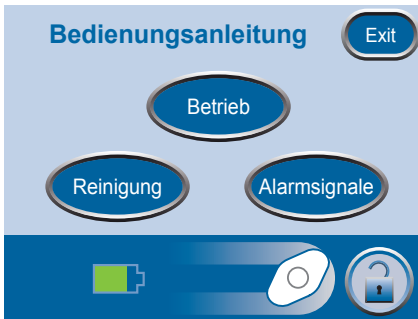 Bedienungsanleitung
Exit
Betrieb
Reinigung
Alarmsignale